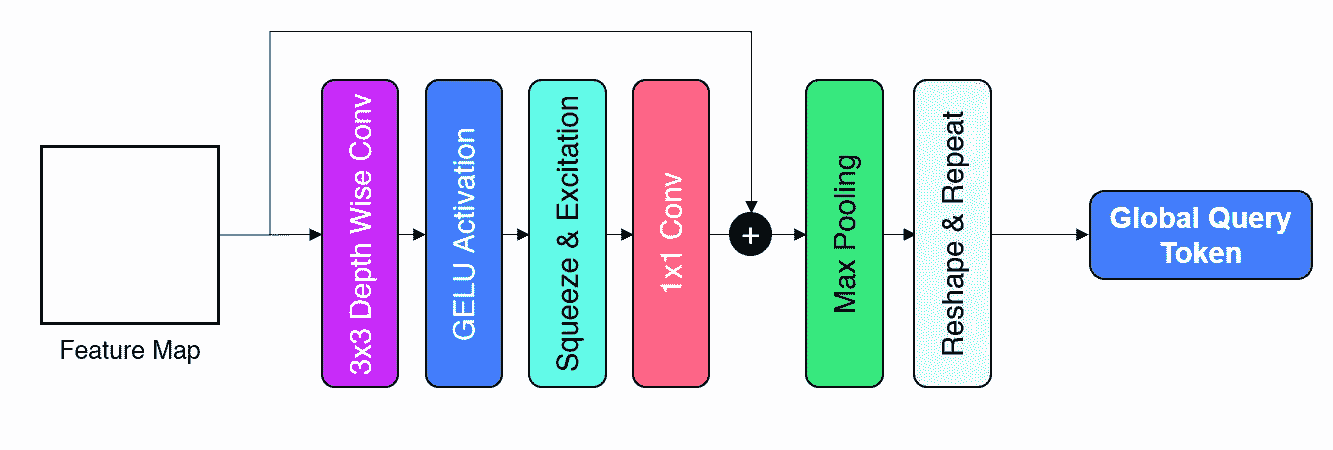 Feature Map
3x3 Depth Wise Conv
GELU Activation
Squeeze & Excitation
1x1 Conv
+
Max Pooling
Reshape & Repeat
Global Query
Token